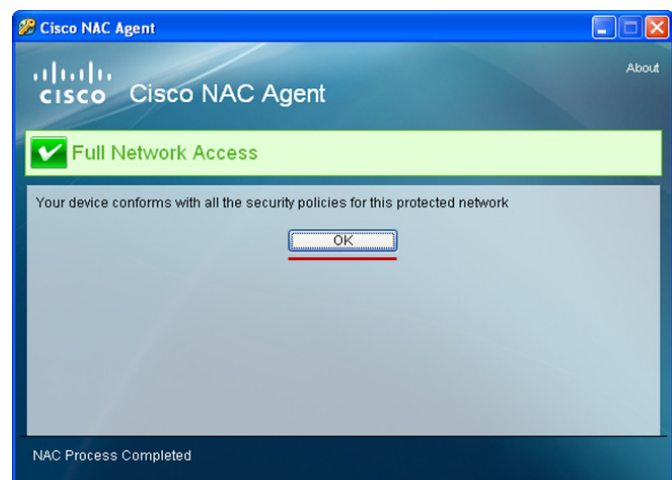 Cisco NAC Agent
About
CISCO Cisco NAC Agent
Full Network Access
Your device conforms with all the security policies for this protected network
OK
NAC Process Completed